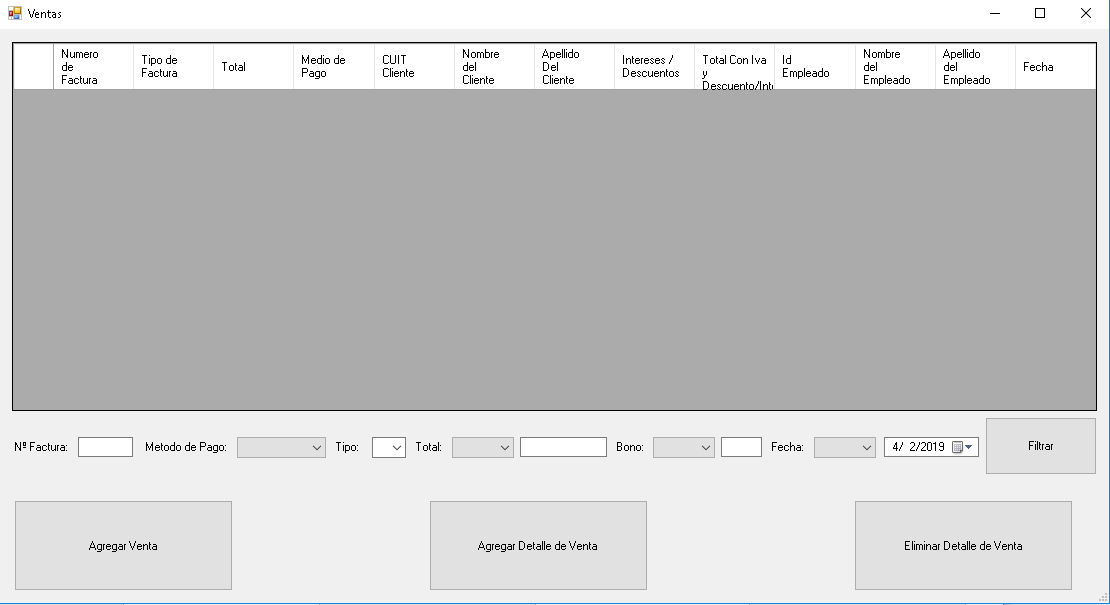 Ventas
Numero
de
Factura
Tipo de
Factura
Total
Medio de
Pago
CUIT
Cliente
Nombre
del
Cliente
Apellido
Del
Cliente
Intereses /
Descuentos
Total Con Iva
y
Descuento/Inte
Id
Empleado
Nombre
del
Empleado
Apellido
del
Empleado
Fecha
Nº Factura:
Metodo de Pago:
Tipo:
Total:
Bono:
Fecha:
4/ 2/2019
Filtrar
Agregar Venta
Agregar Detalle de Venta
Eliminar Detalle de Venta